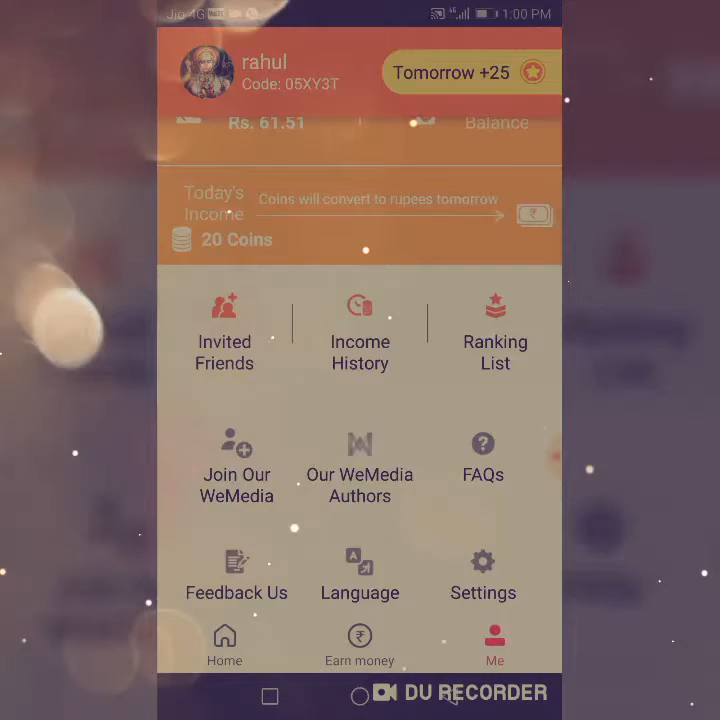 Jio 4G VoLTE 4G 1:00 PM
rahul
Code: 05XY3T
Tomorrow +25
Rs. 61.51
Balance
Today's
Income
Coins will convert to rupees tomorrow
20 Coins
Invited
Friends
Income
History
Ranking
List
Join Our
WeMedia
Our WeMedia
Authors
FAQs
Feedback Us
Language
Settings
Home
Earn money
Me
DU RECORDER